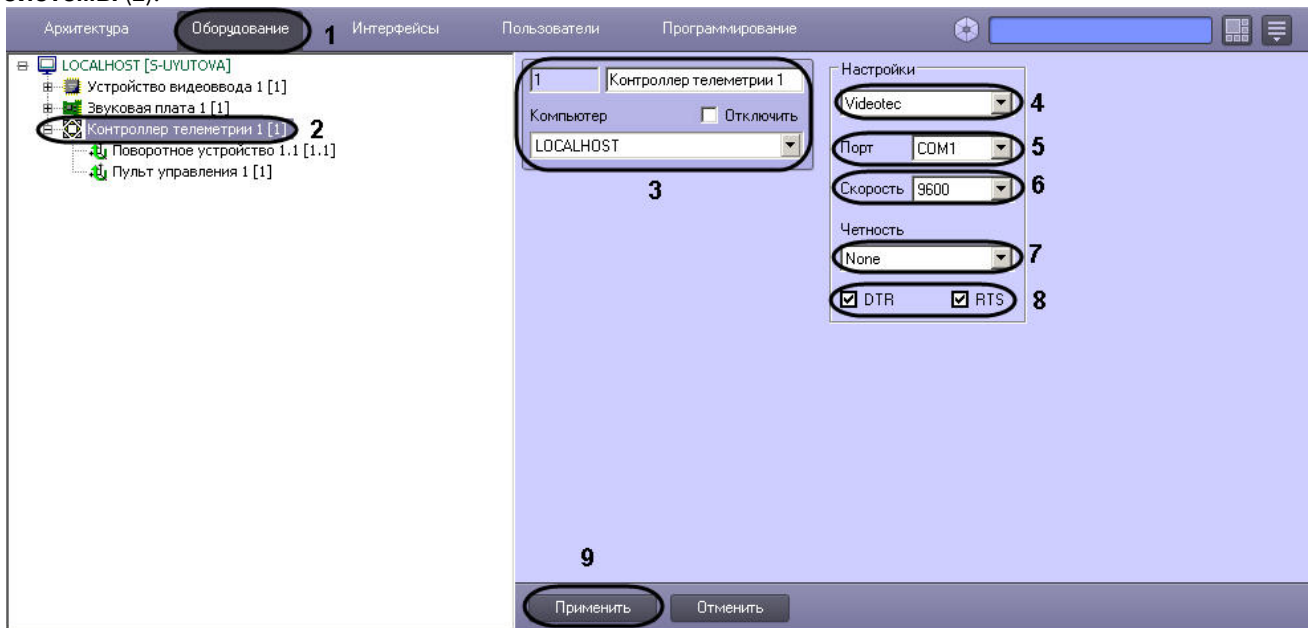 системы (2).
Архитектура Оборудование 1 Интерфейсы Пользователи Программирование
LOCALHOST [S-UYUTOVA]
Устройство видеоввода 1 [1]
Звуковая плата 1 [1]
Контроллер телеметрии 1 [1] 2
Поворотное устройство 1.1 [1.1]
Пульт управления 1 [1]
1 Контроллер телеметрии 1
Компьютер Отключить
LOCALHOST
3
Настройки
Videotec 4
Порт COM1 5
Скорость 9600 6
Четность
None 7
DTR RTS 8
9
Применить Отменить